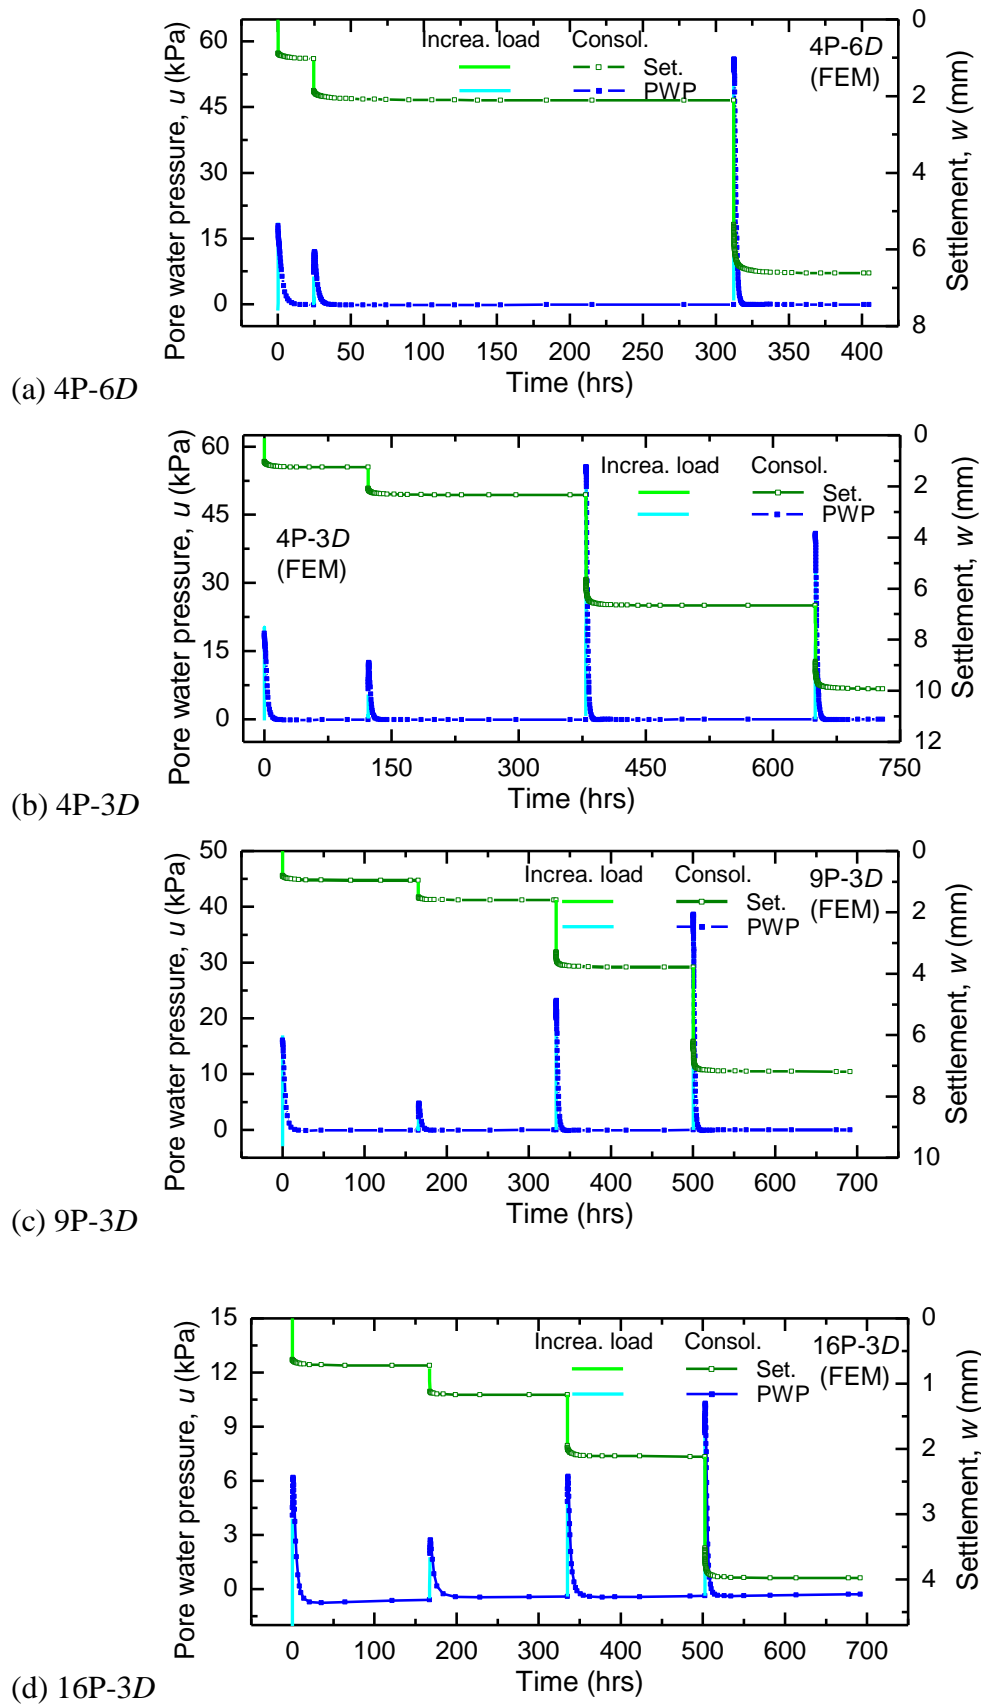 Increa. load Consol.
Set.
PWP
4P-6D
(FEM)
60
45
30
15
0
Pore water pressure, u (kPa)
0
2
4
6
8
Settlement, w (mm)
0 50 100 150 200 250 300 350 400
Time (hrs)
(a) 4P-6D
Increa. load Consol.
Set.
PWP
4P-3D
(FEM)
60
45
30
15
0
Pore water pressure, u (kPa)
0
2
4
6
8
10
12
Settlement, w (mm)
0 150 300 450 600 750
Time (hrs)
(b) 4P-3D
Increa. load Consol.
Set.
PWP
9P-3D
(FEM)
50
40
30
20
10
0
Pore water pressure, u (kPa)
0
2
4
6
8
10
Settlement, w (mm)
0 100 200 300 400 500 600 700
Time (hrs)
(c) 9P-3D
Increa. load Consol.
Set.
PWP
16P-3D
(FEM)
15
12
9
6
3
0
Pore water pressure, u (kPa)
0
1
2
3
4
Settlement, w (mm)
0 100 200 300 400 500 600 700
Time (hrs)
(d) 16P-3D